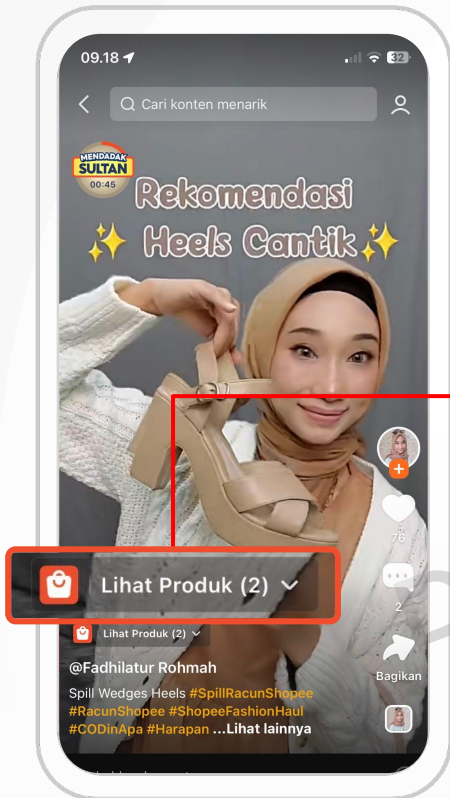 09.18
32
Cari konten menarik
MENDADAK
SULTAN
00:45
Rekomendasi
Heels Cantik
76
Lihat Produk (2)
2
Lihat Produk (2)
@Fadhilatur Rohmah
Bagikan
Spill Wedges Heels #SpillRacunShopee
#RacunShopee #ShopeeFashionHaul
#CODinApa #Harapan ...Lihat lainnya